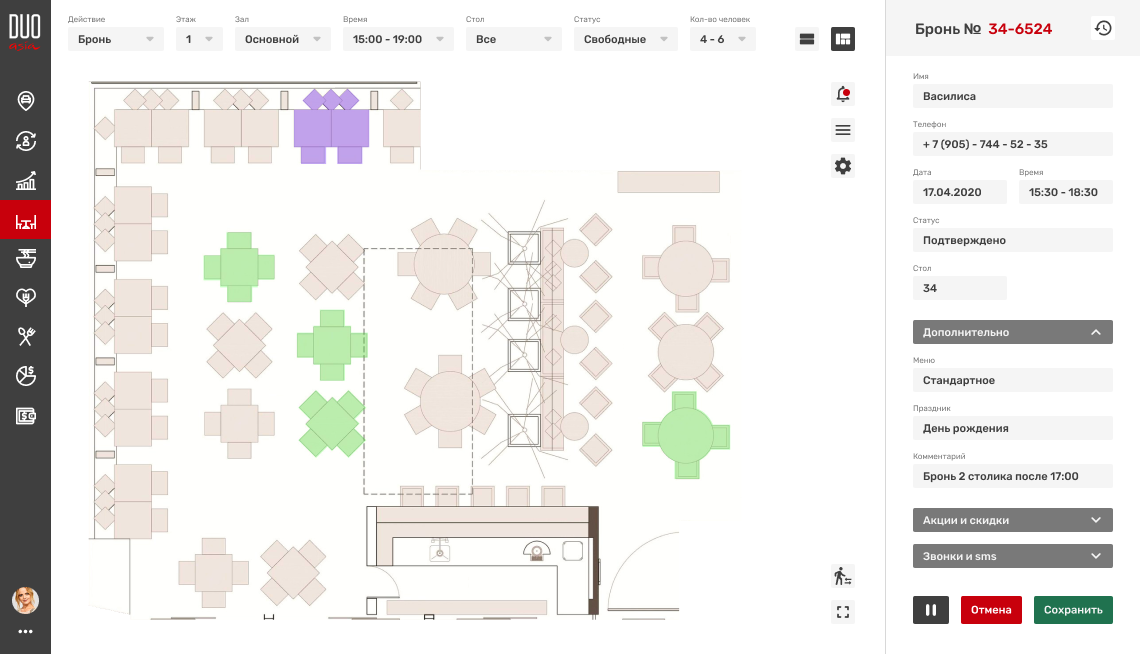 DUO
Действие
Этаж
Зал
Время
Стол
Статус
Кол-во человек
Бронь
1
Основной
15:00 - 19:00
Все
Свободные
4 - 6
Бронь № 34-6524
Имя
Василиса
Телефон
+ 7 (905) - 744 - 52 - 35
Дата
Время
17.04.2020
15:30 - 18:30
Статус
Подтверждено
Стол
34
Дополнительно
Меню
Стандартное
Праздник
День рождения
Комментарий
Бронь 2 столика после 17:00
Акции и скидки
Звонки и sms
Отмена
Сохранить